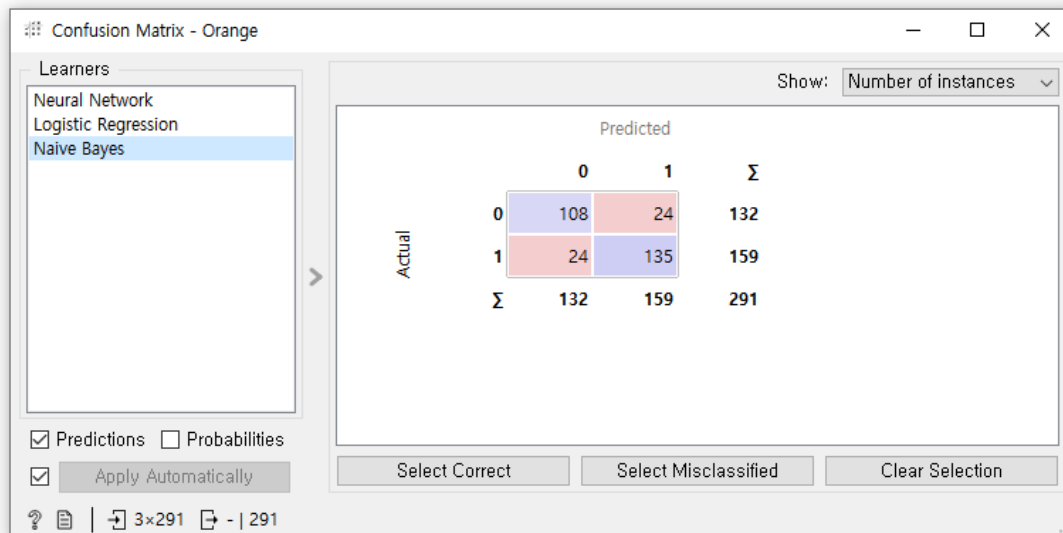 Confusion Matrix - Orange
Learners
Neural Network
Logistic Regression
Naive Bayes
Predictions
Probabilities
Apply Automatically
3×291
- | 291
Show: Number of instances
Predicted
0 1 Σ
Actual
0 108 24 132
1 24 135 159
Σ 132 159 291
Select Correct
Select Misclassified
Clear Selection